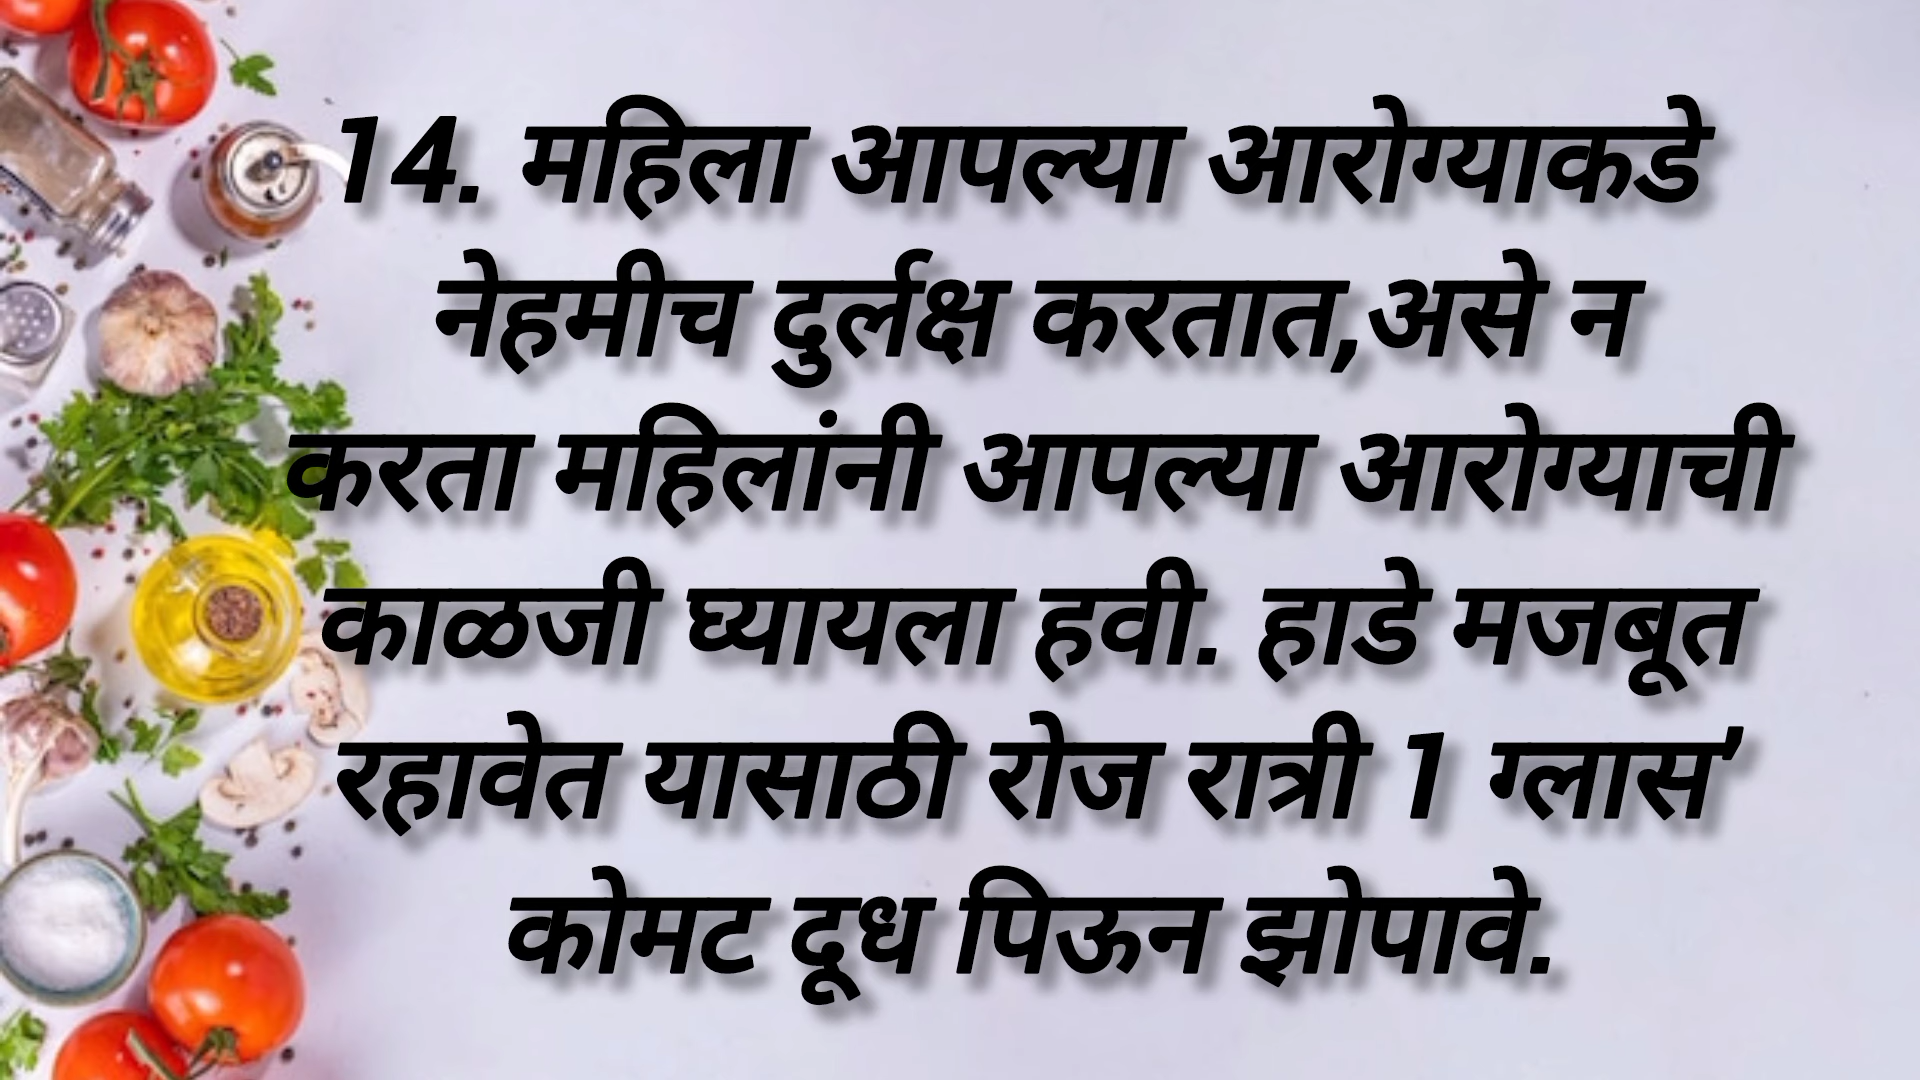 14. महिला आपल्या आरोग्याकडे
नेहमीच दुर्लक्ष करतात,असे न
करता महिलांनी आपल्या आरोग्याची
काळजी घ्यायला हवी. हाडे मजबूत
रहावेत यासाठी रोज रात्री 1 ग्लास'
कोमट दूध पिऊन झोपावे.